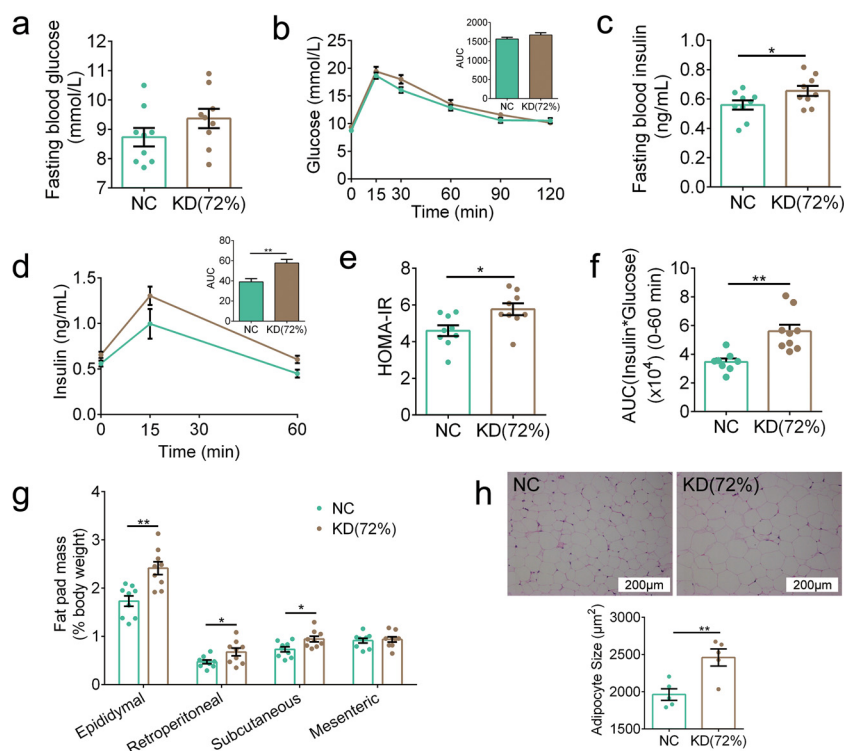 a
Fasting blood glucose
(mmol/L)
11
10
9
8
7
12
NC
KD(72%)
b
Glucose (mmol/L)
30
25
20
15
10
5
0
0
15
30
60
90
120
Time (min)
AUC
2000
1500
1000
500
0
NC
KD(72%)
c
Fasting blood insulin
(ng/mL)
1.0
0.8
0.6
0.4
0.2
0.0
*
NC
KD(72%)
d
Insulin (ng/mL)
1.5
1.0
0.5
0.0
0
15
30
60
Time (min)
AUC
80
60
40
20
0
**
NC
KD(72%)
e
HOMA-IR
8
6
4
2
0
*
NC
KD(72%)
f
AUC(Insulin*Glucose)
(x10⁴) (0-60 min)
10
8
6
4
2
0
**
NC
KD(72%)
g
Fat pad mass
(% body weight)
4
3
2
1
0
**
*
*
NC
KD(72%)
Epididymal
Retroperitoneal
Subcutaneous
Mesenteric
h
NC
200μm
KD(72%)
200μm
Adipocyte Size (μm²)
3000
2500
2000
1500
**
NC
KD(72%)